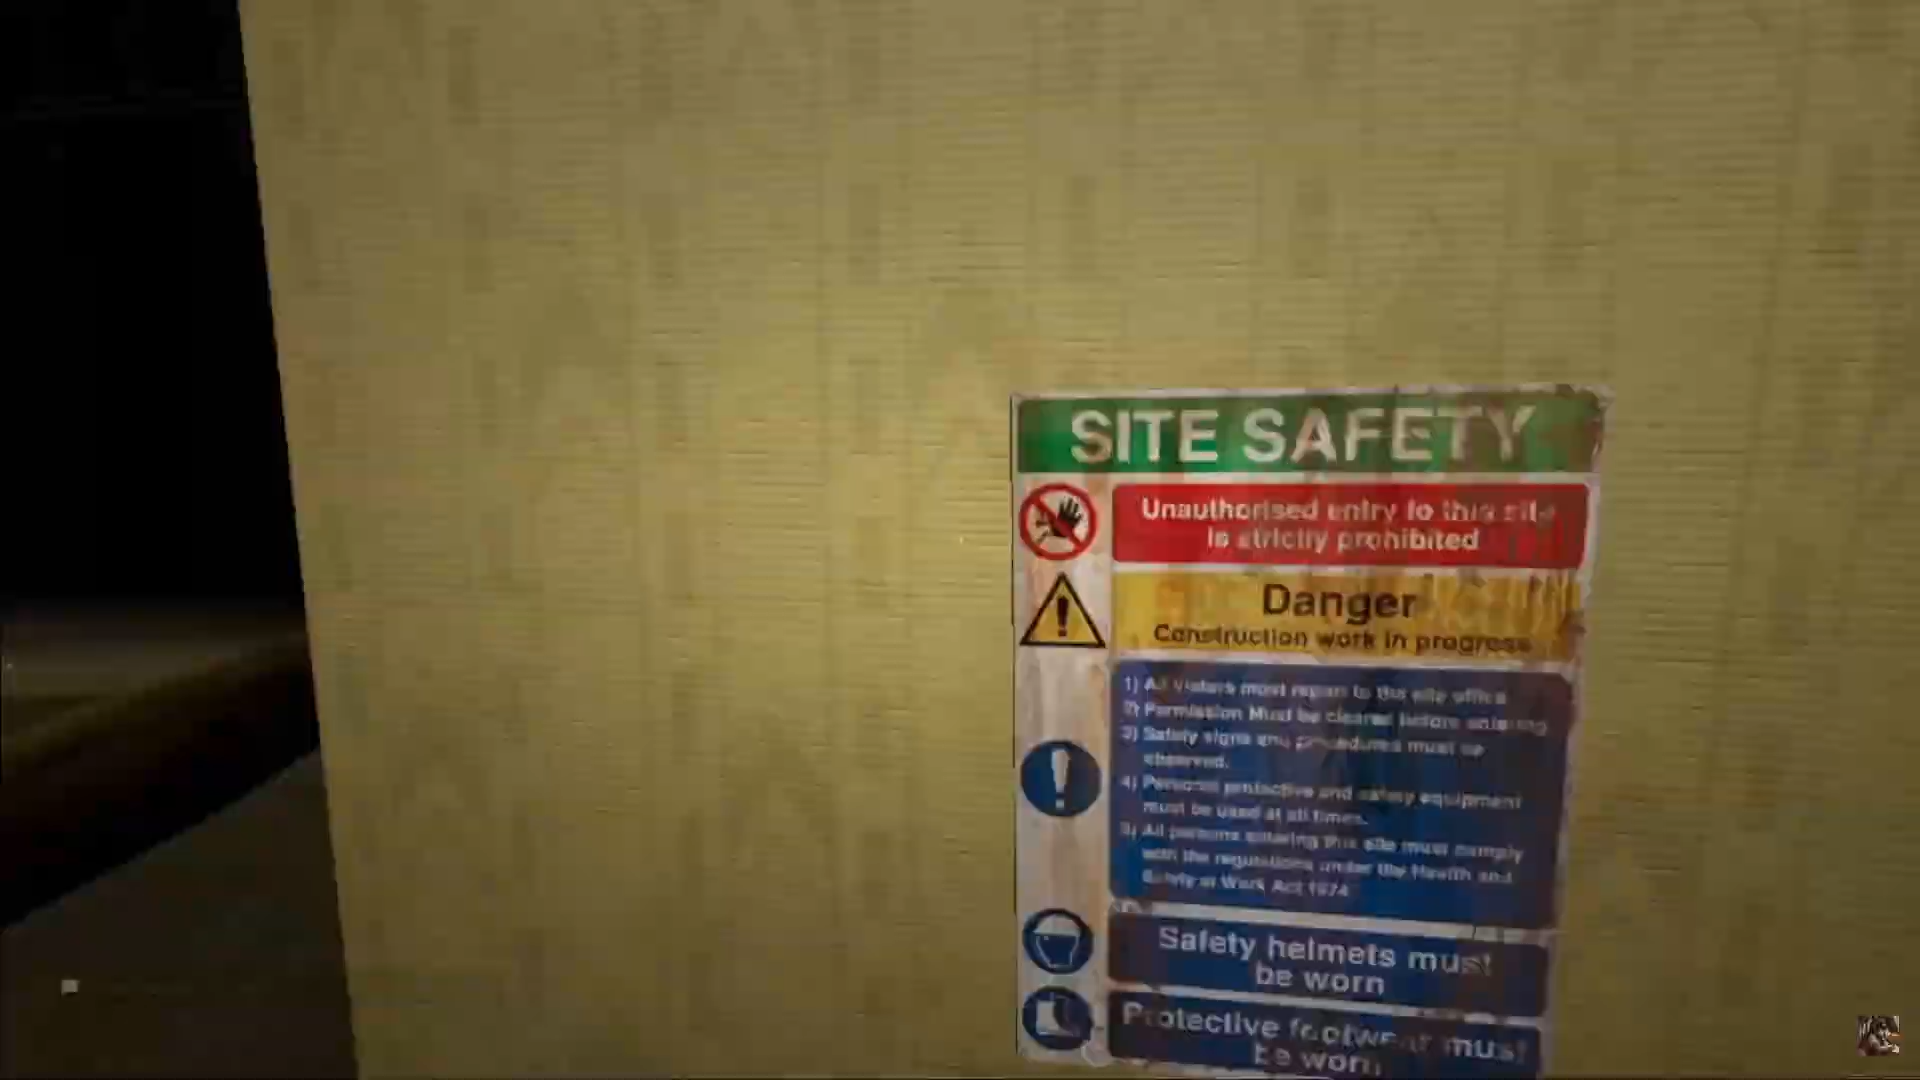 SITE SAFETY
Unauthorised entry to this site
is strictly prohibited
Danger
Construction work in progress
1) All visitors must report to the site office
2) Permission Must be cleared before entering
3) Safety signs and procedures must be
observed.
4) Personal protective and safety equipment
must be used at all times.
5) All persons entering this site must comply
with the regulations under the Health and
Safety at Work Act 1974
Safety helmets must
be worn
Protective footwear must
be worn